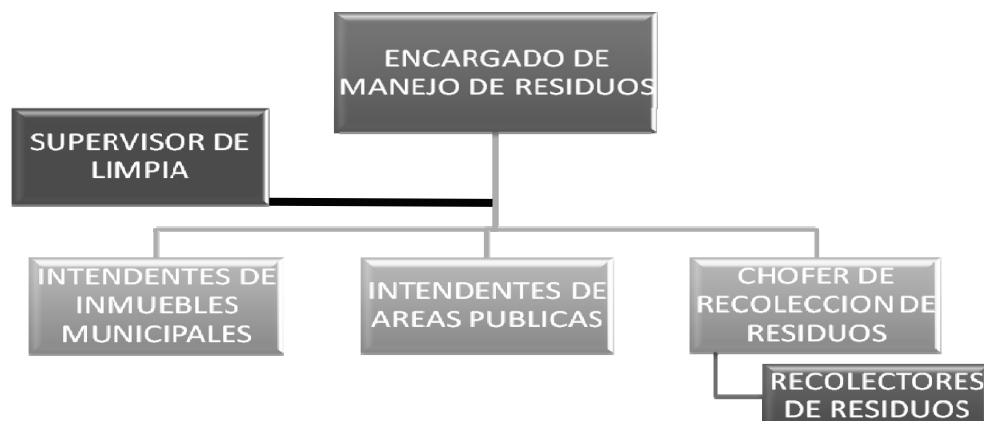 ENCARGADO DE
MANEJO DE RESIDUOS
SUPERVISOR DE
LIMPIA
INTENDENTES DE
INMUEBLES
MUNICIPALES
INTENDENTES DE
AREAS PUBLICAS
CHOFER DE
RECOLECCION DE
RESIDUOS
RECOLECTORES
DE RESIDUOS